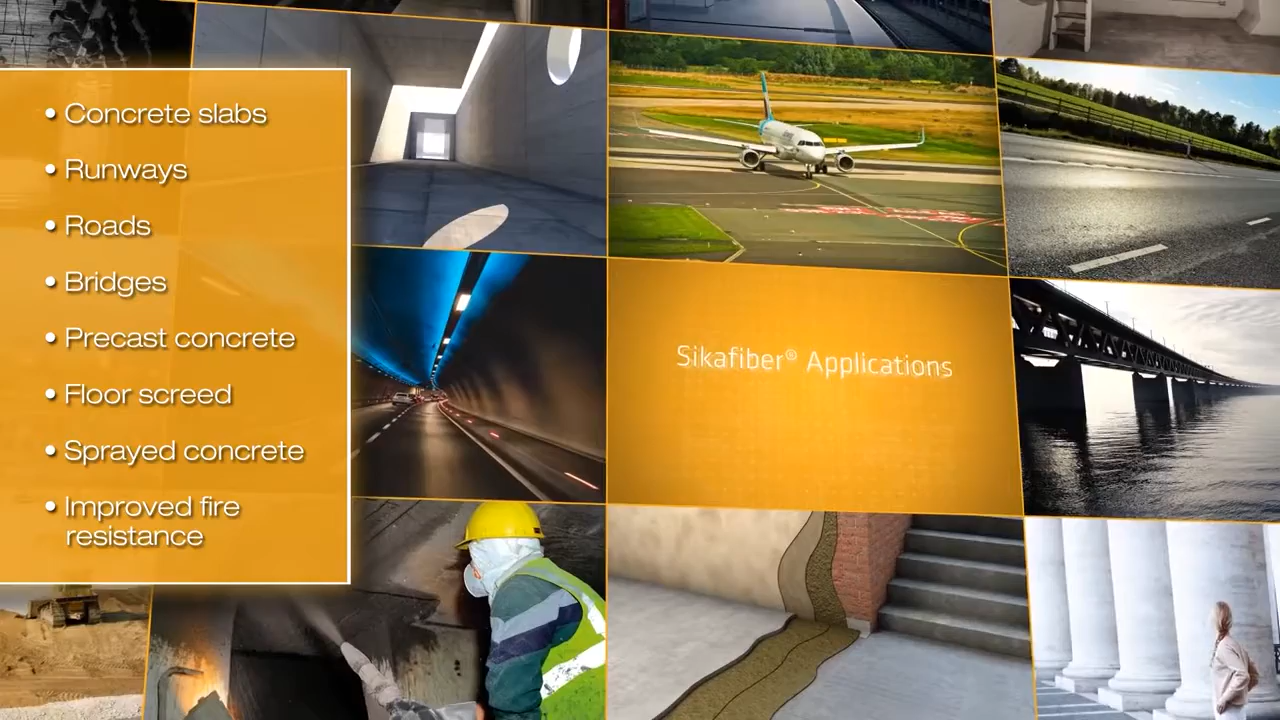 • Concrete slabs
• Runways
• Roads
• Bridges
• Precast concrete
• Floor screed
• Sprayed concrete
• Improved fire
resistance
Sikafiber® Applications